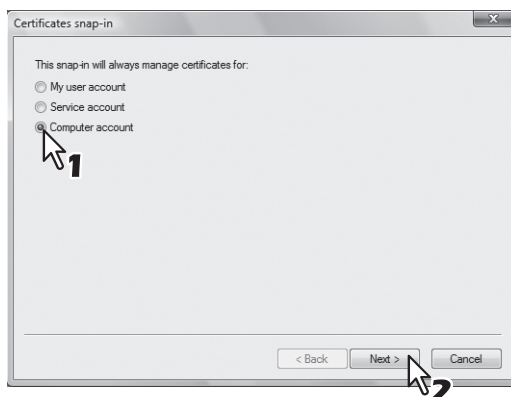 Certificates snap-in
X
This snap-in will always manage certificates for:
My user account
Service account
Computer account
1
< Back Next > Cancel
2